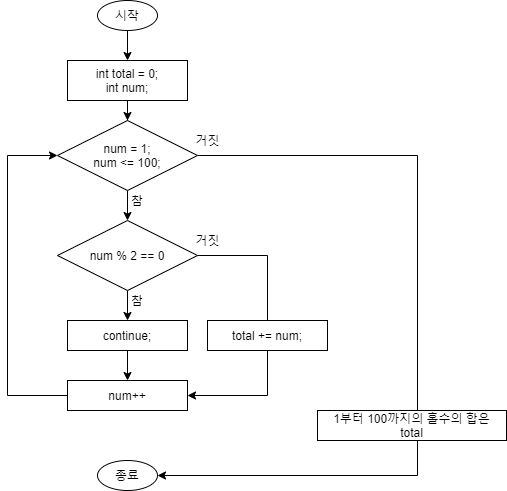 시작
int total = 0;
int num;
num = 1;
num <= 100;
거짓
참
num % 2 == 0
거짓
참
continue;
total += num;
num++
1부터 100까지의 홀수의 합은
total
종료